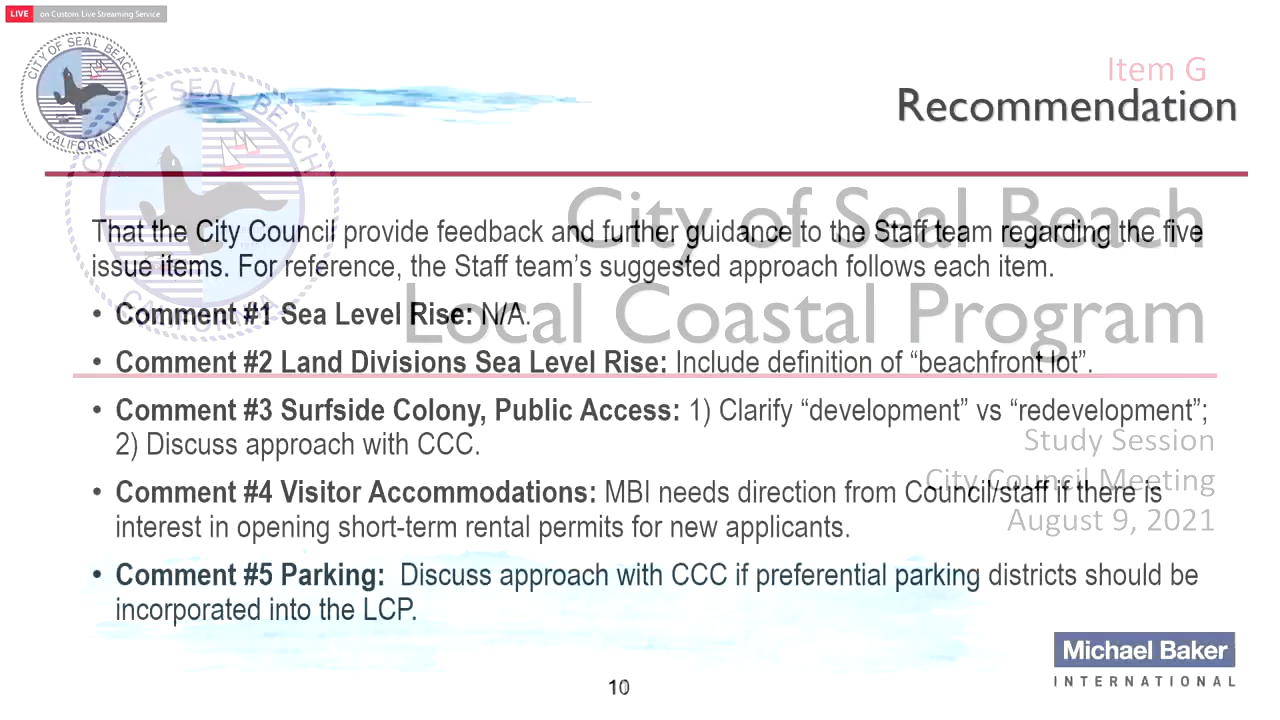 LIVE on Custom Live Streaming Service
CITY OF SEAL BEACH
CALIFORNIA
CITY OF SEAL BEACH
CALIFORNIA
Item G
Recommendation
City of Seal Beach
Local Coastal Program
That the City Council provide feedback and further guidance to the Staff team regarding the five
issue items. For reference, the Staff team’s suggested approach follows each item.
• Comment #1 Sea Level Rise: N/A.
• Comment #2 Land Divisions Sea Level Rise: Include definition of “beachfront lot”.
• Comment #3 Surfside Colony, Public Access: 1) Clarify “development” vs “redevelopment”;
2) Discuss approach with CCC.
Study Session
City Council Meeting
August 9, 2021
• Comment #4 Visitor Accommodations: MBI needs direction from Council/staff if there is
interest in opening short-term rental permits for new applicants.
• Comment #5 Parking: Discuss approach with CCC if preferential parking districts should be
incorporated into the LCP.
Michael Baker
INTERNATIONAL
10